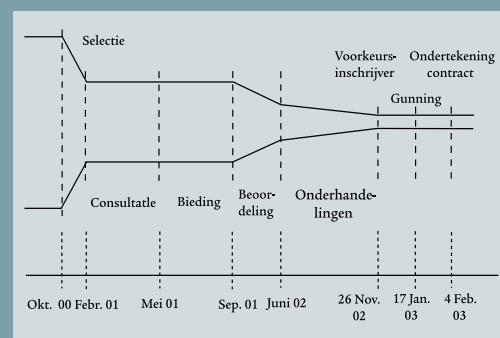 Selectie
Voorkeurs-
inschrijver
Ondertekening
contract
Gunning
Consultatle
Bieding
Beoor-
deling
Onderhande-
lingen
Okt. 00
Febr. 01
Mei 01
Sep. 01
Juni 02
26 Nov.
02
17 Jan.
03
4 Feb.
03